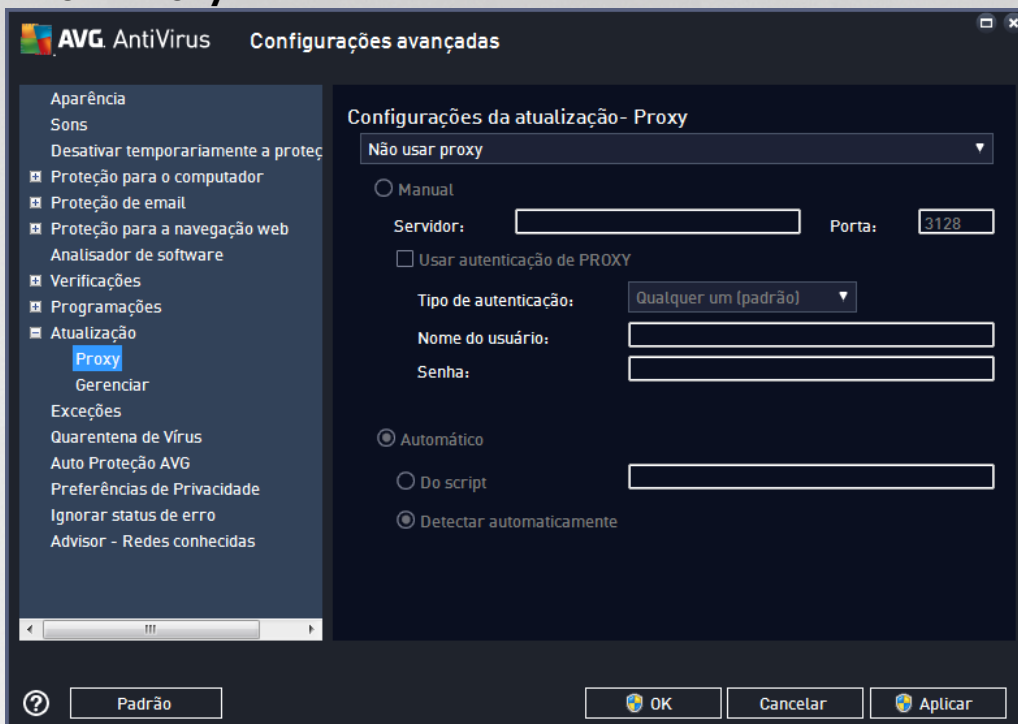 AVG. AntiVirus Configurações avançadas
Aparência
Sons
Desativar temporariamente a proteç
Proteção para o computador
Proteção de email
Proteção para a navegação web
Analisador de software
Verificações
Programações
Atualização
Proxy
Gerenciar
Exceções
Quarentena de Vírus
Auto Proteção AVG
Preferências de Privacidade
Ignorar status de erro
Advisor - Redes conhecidas
Configurações da atualização- Proxy
Não usar proxy
Manual
Servidor: Porta: 3128
Usar autenticação de PROXY
Tipo de autenticação: Qualquer um (padrão)
Nome do usuário:
Senha:
Automático
Do script
Detectar automaticamente
? Padrão OK Cancelar Aplicar